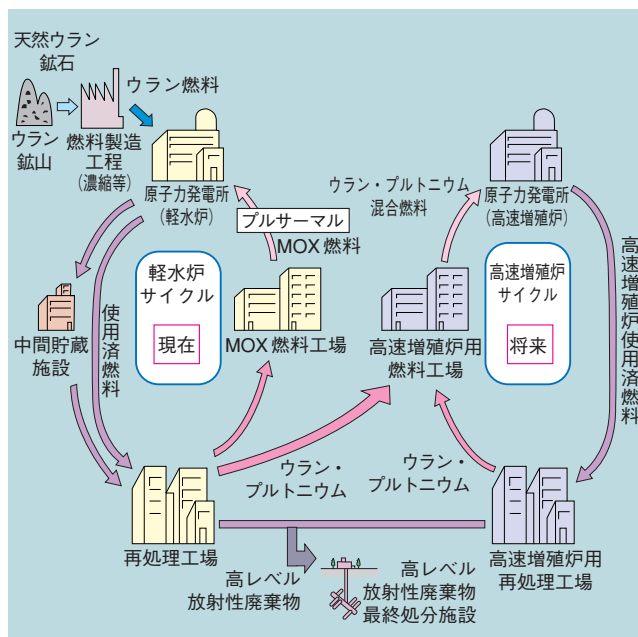 天然ウラン
鉱石
ウラン
鉱山
燃料製造
工程
(濃縮等)
ウラン燃料
原子力発電所
(軽水炉)
プルサーマル
MOX 燃料
軽水炉
サイクル
現在
中間貯蔵
施設
使用済燃料
MOX 燃料工場
再処理工場
ウラン・プルトニウム
混合燃料
原子力発電所
(高速増殖炉)
高速増殖炉
サイクル
将来
高速増殖炉用
燃料工場
高速増殖炉使用済燃料
ウラン・
プルトニウム
ウラン・
プルトニウム
高速増殖炉用
再処理工場
高レベル
放射性廃棄物
高レベル
放射性廃棄物
最終処分施設